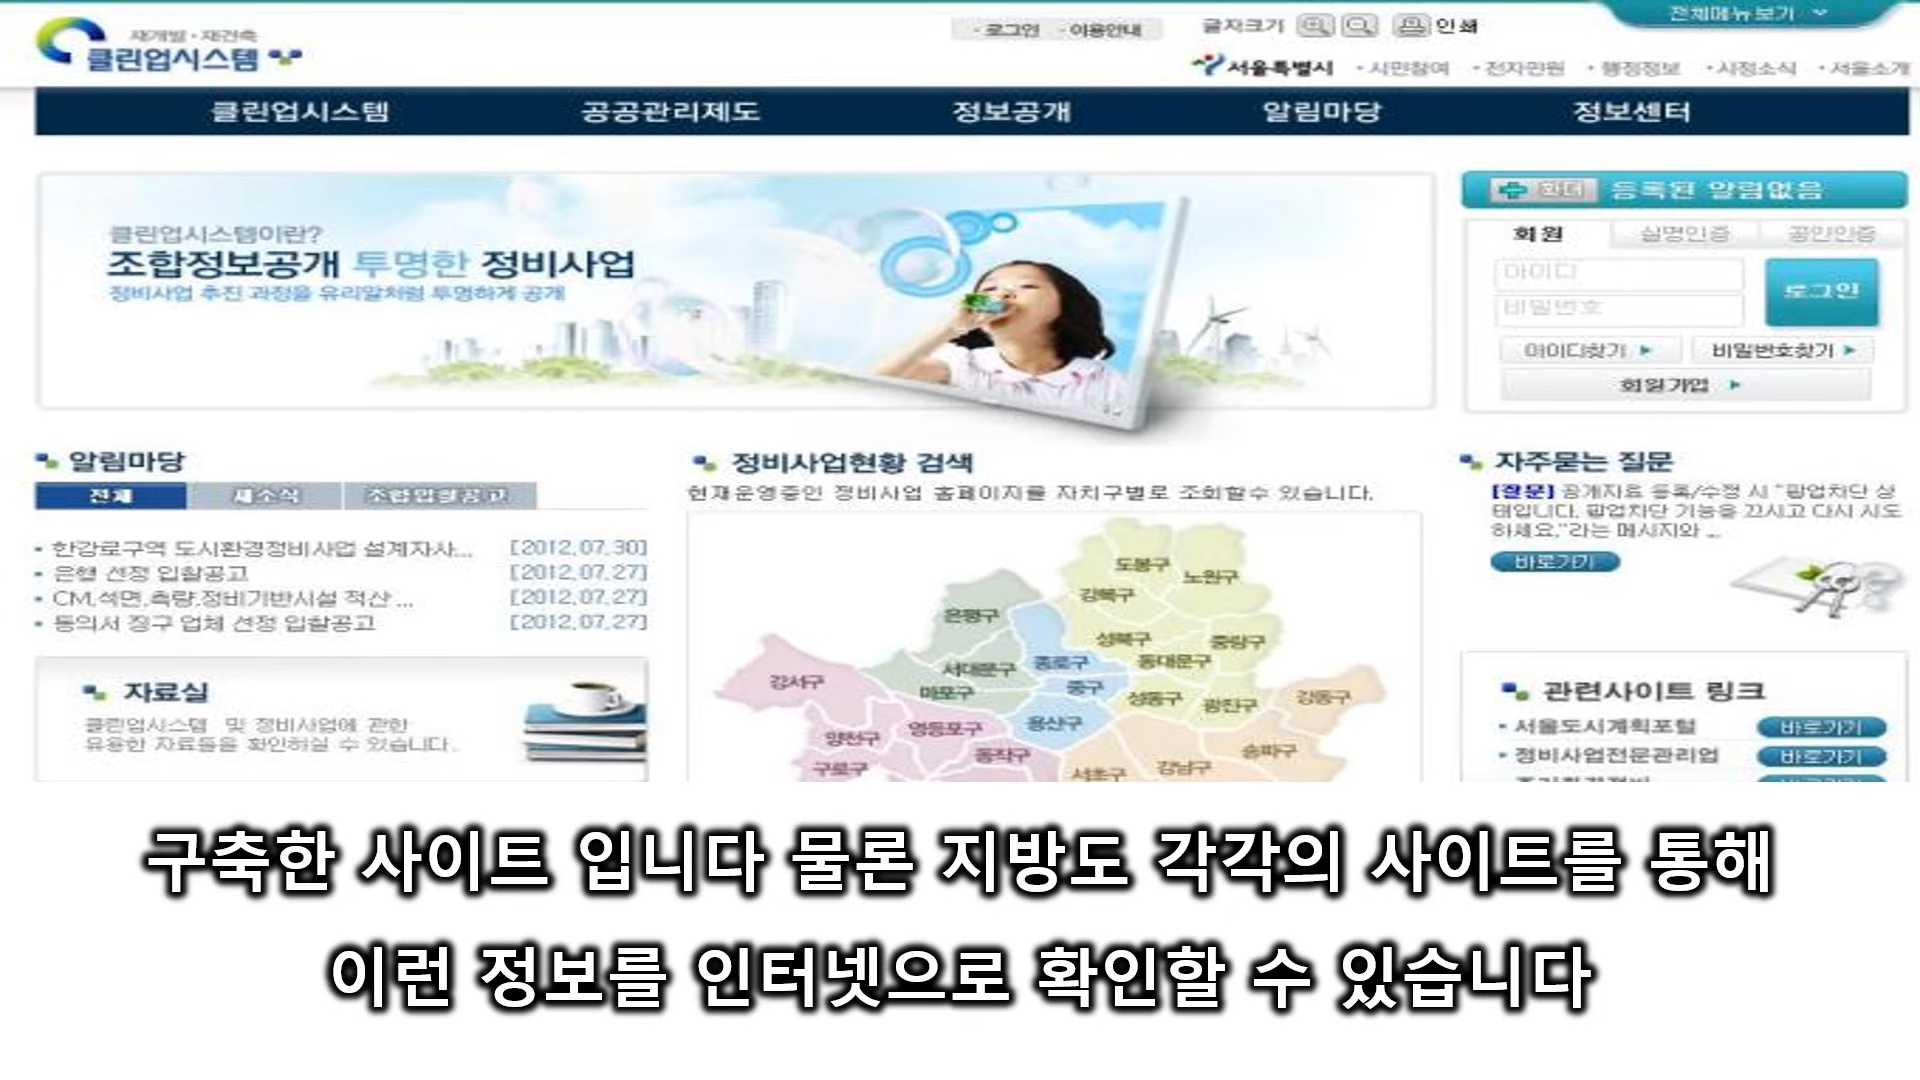 전체메뉴보기
재개발·재건축
클린업시스템
·로그인 ·이용안내 글자크기 인쇄
서울특별시 ·시민참여 ·전자민원 ·행정정보 ·시정소식 ·서울소개
클린업시스템 공공관리제도 정보공개 알림마당 정보센터
클린업시스템이란?
조합정보공개 투명한 정비사업
정비사업 추진 과정을 유리알처럼 투명하게 공개
확대 등록된 알림없음
회원 실명인증 공인인증
아이디
비밀번호
로그인
아이디찾기 비밀번호찾기
회원가입
알림마당
전체 새소식 조합입찰공고
한강로구역 도시환경정비사업 설계자사... [2012.07.30]
은행 선정 입찰공고 [2012.07.27]
CM,석면,측량,정비기반시설 적산 ... [2012.07.27]
동의서 징구 업체 선정 입찰공고 [2012.07.27]
자료실
클린업시스템 및 정비사업에 관한
유용한 자료들을 확인하실 수 있습니다.
정비사업현황 검색
현재운영중인 정비사업 홈페이지를 자치구별로 조회할수 있습니다.
도봉구
노원구
강북구
은평구
성북구
중랑구
서대문구
종로구
동대문구
강서구
마포구
중구
성동구
광진구
강동구
영등포구
용산구
양천구
동작구
송파구
구로구
서초구
강남구
자주묻는 질문
[질문] 공개자료 등록/수정 시 "팝업차단 상
태입니다. 팝업차단 기능을 끄시고 다시 시도
하세요."라는 메시지와 ...
바로가기
관련사이트 링크
서울도시계획포털 바로가기
정비사업전문관리업 바로가기
구축한 사이트 입니다 물론 지방도 각각의 사이트를 통해
이런 정보를 인터넷으로 확인할 수 있습니다